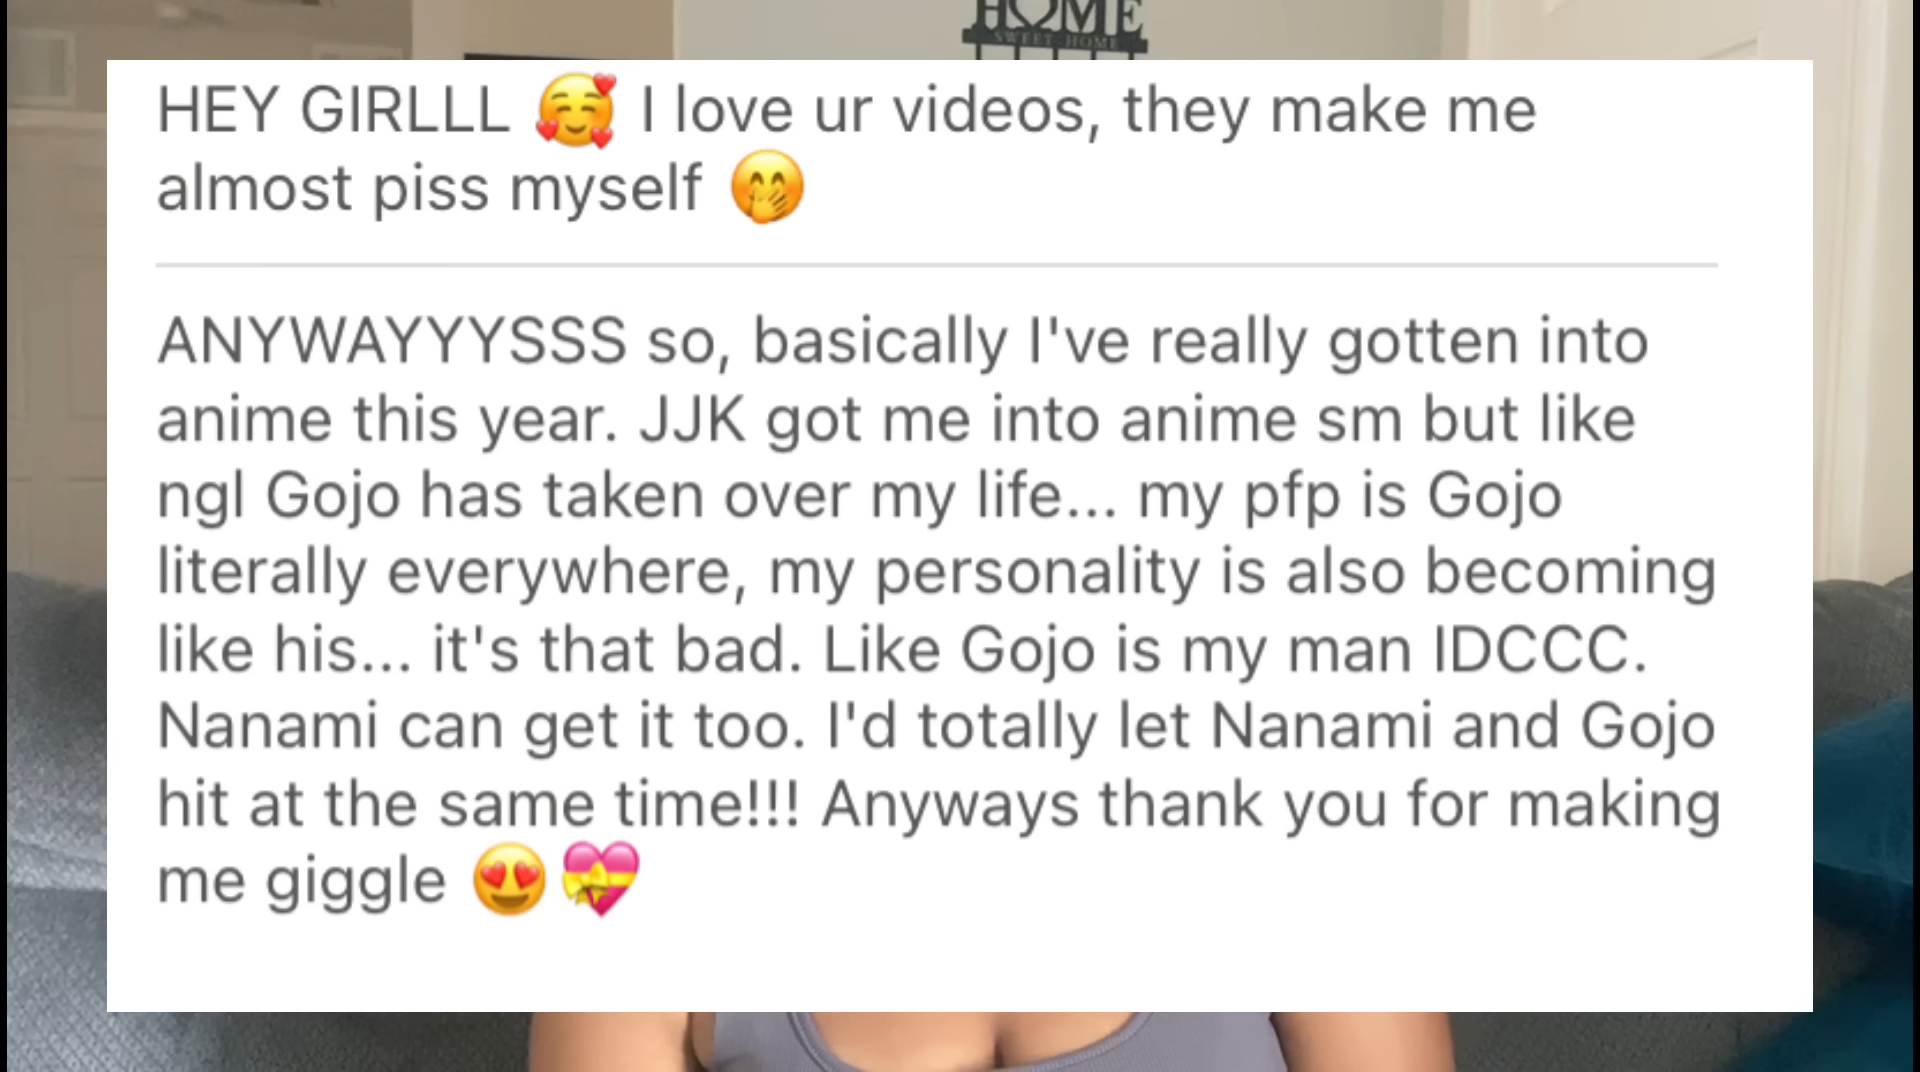 HOME
SWEET HOME
HEY GIRLLL 🥰 I love ur videos, they make me
almost piss myself 🤭
ANYWAYYYSSS so, basically I've really gotten into
anime this year. JJK got me into anime sm but like
ngl Gojo has taken over my life... my pfp is Gojo
literally everywhere, my personality is also becoming
like his... it's that bad. Like Gojo is my man IDCCC.
Nanami can get it too. I'd totally let Nanami and Gojo
hit at the same time!!! Anyways thank you for making
me giggle 😍💝